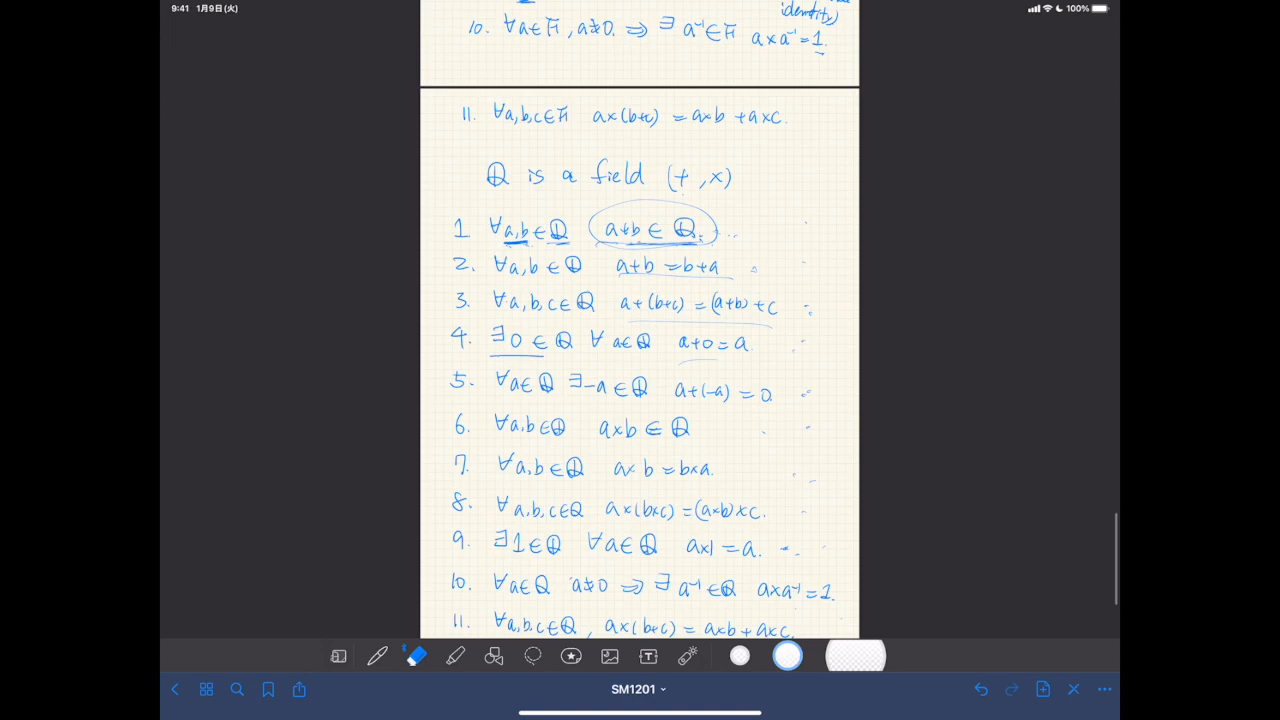 9:41 1月9日(火)
100%
identity)
10. ∀a∈F, a≠0. ⇒ ∃ a⁻¹∈F a×a⁻¹=1.
11. ∀a,b,c∈F a×(b+c) = a×b + a×c.
Q is a field (+, ×)
1 ∀a,b∈Q a+b ∈ Q.
2. ∀a,b∈Q a+b = b+a
3. ∀a,b,c∈Q a+(b+c) = (a+b)+c
4. ∃0∈Q ∀a∈Q a+0=a.
5. ∀a∈Q ∃-a∈Q a+(-a) = 0.
6. ∀a,b∈Q a×b ∈ Q
7. ∀a,b∈Q a×b = b×a.
8. ∀a,b,c∈Q a×(b×c) = (a×b)×c.
9. ∃1∈Q ∀a∈Q a×1 = a.
10. ∀a∈Q a≠0 ⇒ ∃ a⁻¹∈Q a×a⁻¹=1.
11. ∀a,b,c∈Q, a×(b+c) = a×b + a×c.
SM1201